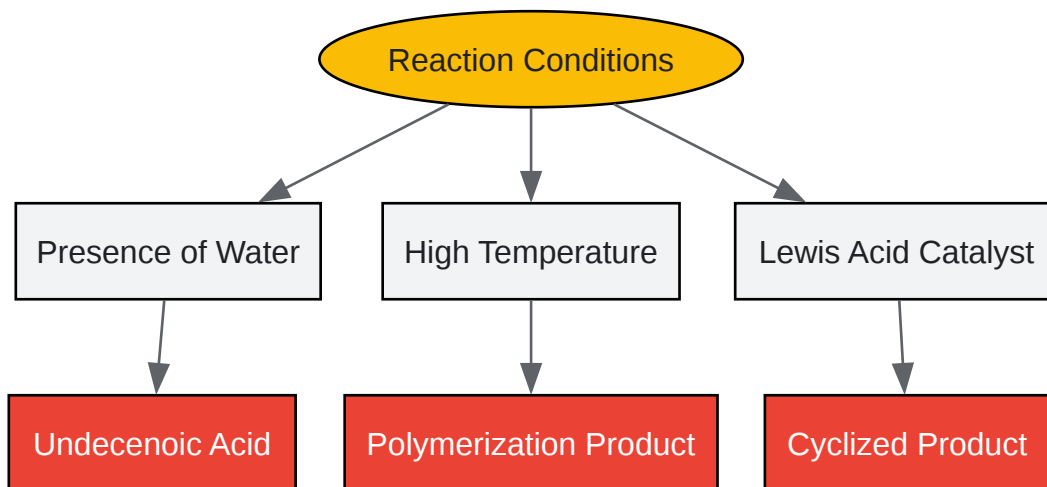 Reaction Conditions
Presence of Water
High Temperature
Lewis Acid Catalyst
Undecenoic Acid
Polymerization Product
Cyclized Product